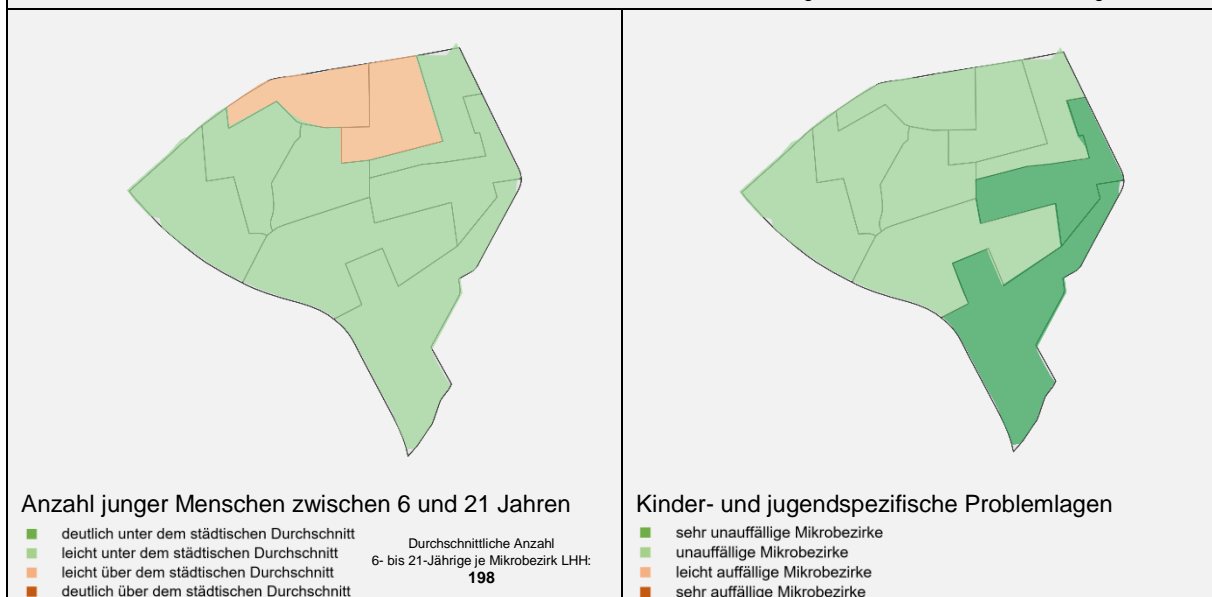 Anzahl junger Menschen zwischen 6 und 21 Jahren
deutlich unter dem städtischen Durchschnitt
leicht unter dem städtischen Durchschnitt
leicht über dem städtischen Durchschnitt
deutlich über dem städtischen Durchschnitt
Durchschnittliche Anzahl
6- bis 21-Jährige je Mikrobezirk LHH:
198
Kinder- und jugendspezifische Problemlagen
sehr unauffällige Mikrobezirke
unauffällige Mikrobezirke
leicht auffällige Mikrobezirke
sehr auffällige Mikrobezirke